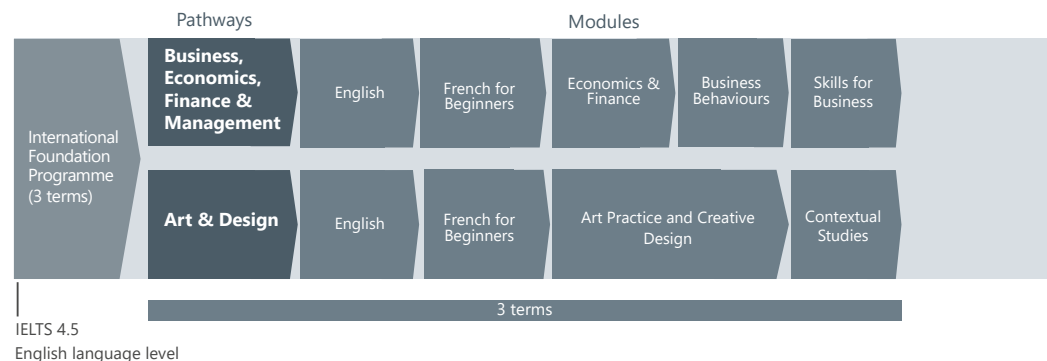 Pathways
Modules
International
Foundation
Programme
(3 terms)
Business,
Economics,
Finance &
Management
English
French for
Beginners
Economics &
Finance
Business
Behaviours
Skills for
Business
Art & Design
English
French for
Beginners
Art Practice and Creative
Design
Contextual
Studies
3 terms
IELTS 4.5
English language level